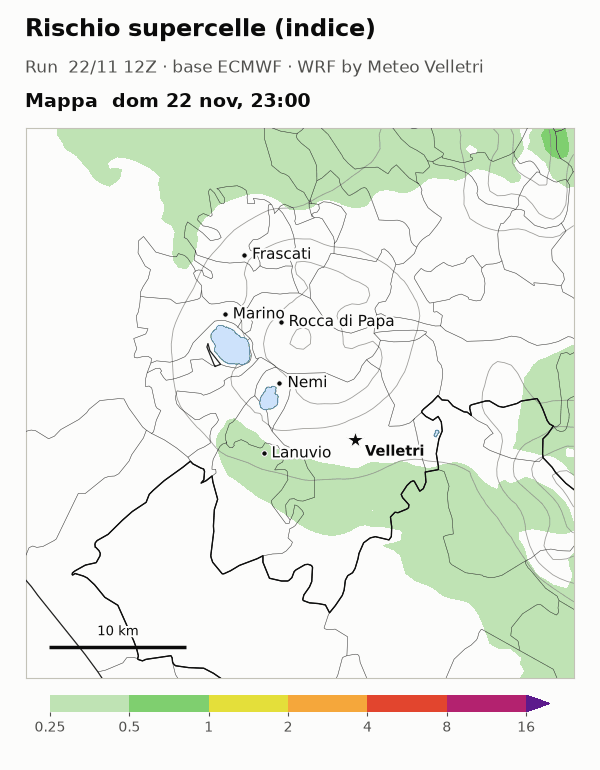 Rischio supercelle (indice)
Run 22/11 12Z · base ECMWF · WRF by Meteo Velletri
Mappa dom 22 nov, 23:00
Frascati
Marino
Rocca di Papa
Nemi
Velletri
Lanuvio
10 km
0.25 0.5 1 2 4 8 16